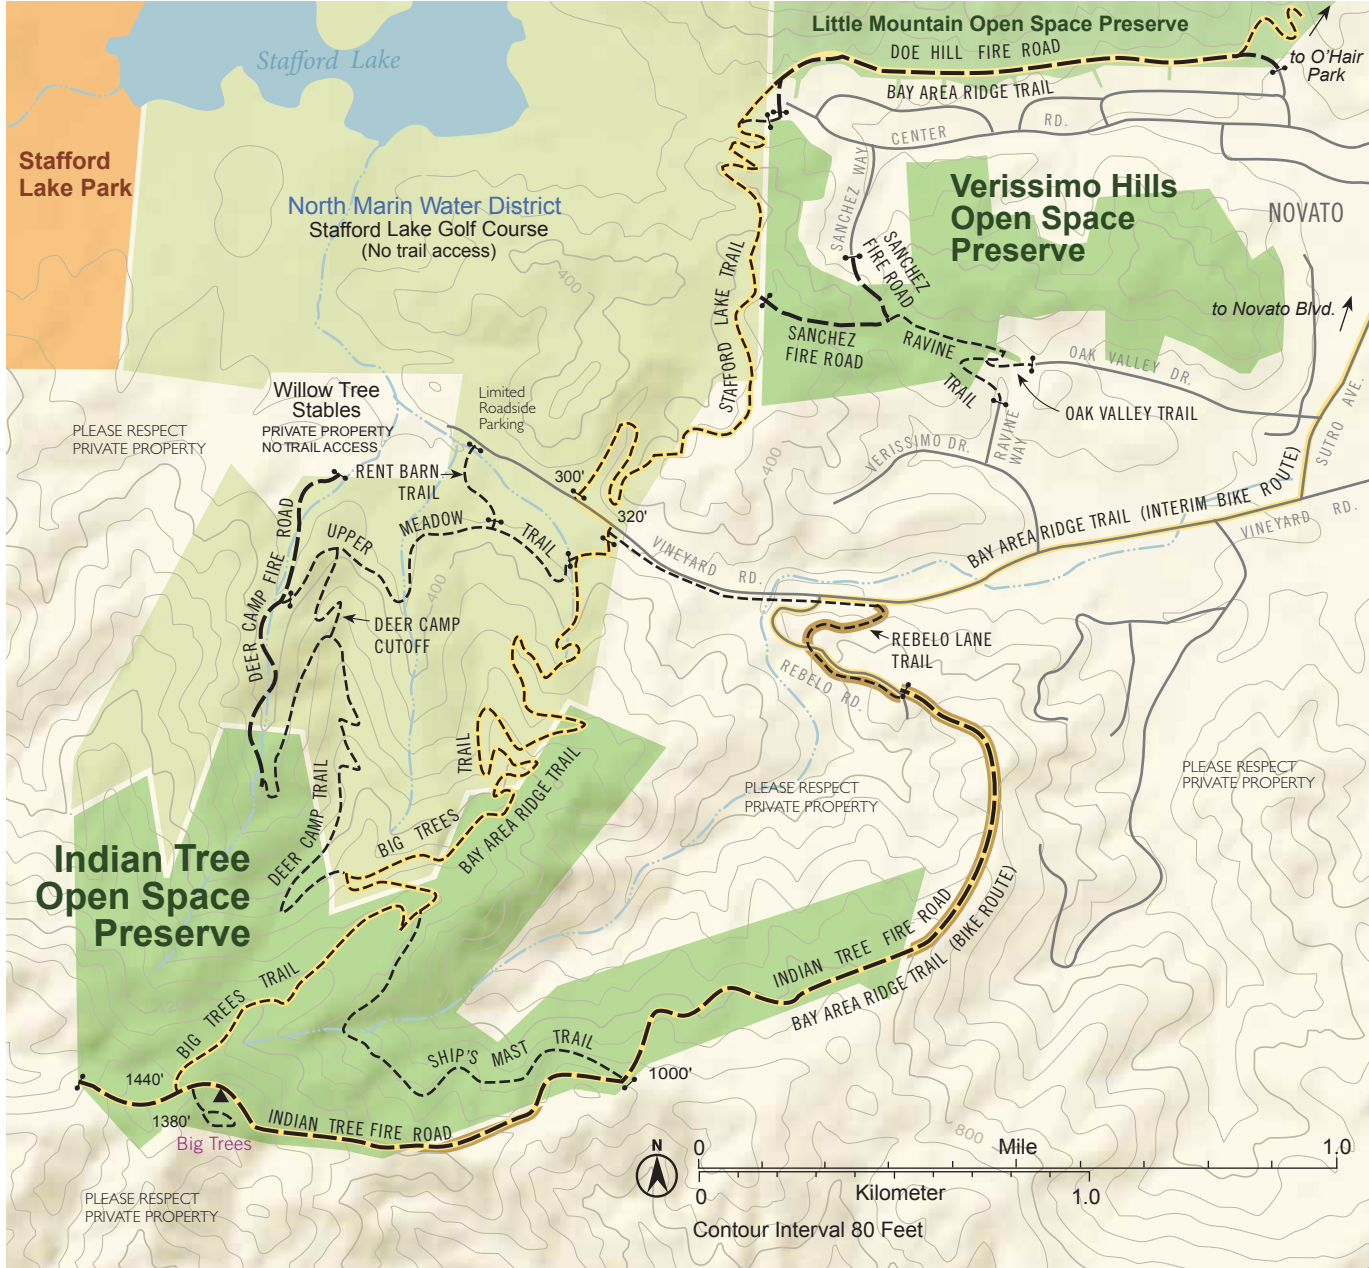 Little Mountain Open Space Preserve
DOE HILL FIRE ROAD
to O'Hair
Park
BAY AREA RIDGE TRAIL
Stafford Lake
CENTER RD.
Stafford
Lake Park
SANCHEZ WAY
Verissimo Hills
Open Space
Preserve
NOVATO
North Marin Water District
Stafford Lake Golf Course
(No trail access)
400
SANCHEZ
FIRE ROAD
STAFFORD LAKE TRAIL
to Novato Blvd.
SANCHEZ
FIRE ROAD
RAVINE
TRAIL
OAK VALLEY DR.
OAK VALLEY TRAIL
SUTRO AVE.
Willow Tree
Stables
PRIVATE PROPERTY
NO TRAIL ACCESS
Limited
Roadside
Parking
PLEASE RESPECT
PRIVATE PROPERTY
VERISSIMO DR.
RAVINE
WAY
400
RENT BARN
TRAIL
300'
320'
UPPER MEADOW TRAIL
VINEYARD RD.
BAY AREA RIDGE TRAIL (INTERIM BIKE ROUTE)
VINEYARD RD.
DEER CAMP FIRE ROAD
400
DEER CAMP
CUTOFF
REBELO LANE
TRAIL
REBELO RD.
PLEASE RESPECT
PRIVATE PROPERTY
PLEASE RESPECT
PRIVATE PROPERTY
DEER CAMP TRAIL
BIG TREES TRAIL
BAY AREA RIDGE TRAIL
Indian Tree
Open Space
Preserve
INDIAN TREE FIRE ROAD
BAY AREA RIDGE TRAIL (BIKE ROUTE)
BIG TREES TRAIL
SHIP'S MAST TRAIL
1000'
1440'
1380'
Big Trees
INDIAN TREE FIRE ROAD
800
PLEASE RESPECT
PRIVATE PROPERTY
N
0 Mile 1.0
0 Kilometer 1.0
Contour Interval 80 Feet